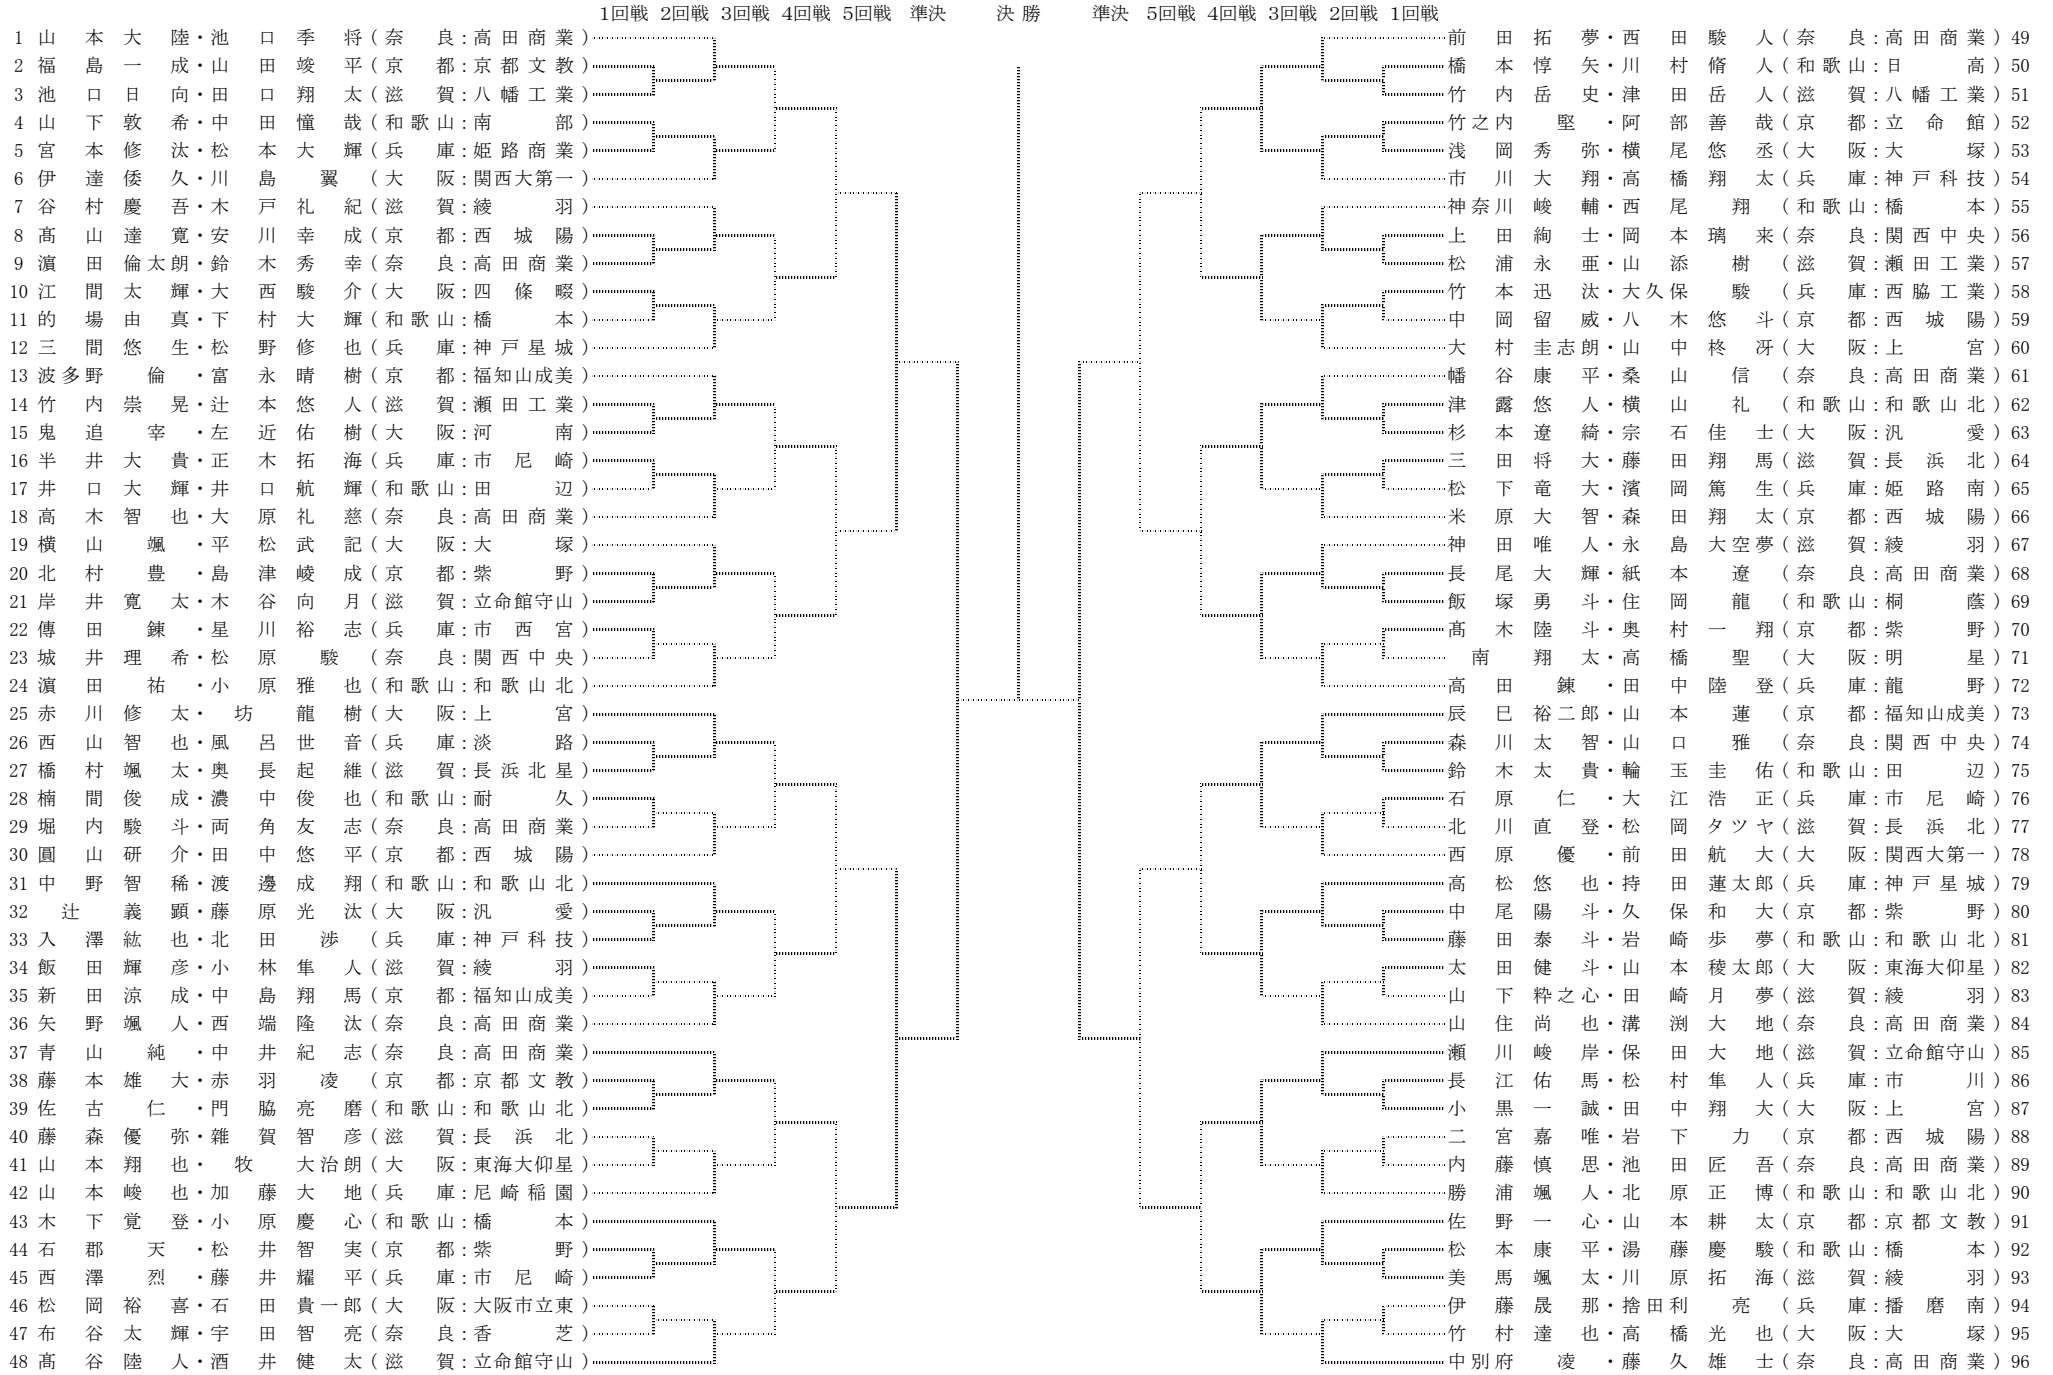 1回戦 2回戦 3回戦 4回戦 5回戦 準決 決勝 準決 5回戦 4回戦 3回戦 2回戦 1回戦
1 山本大陸・池口季将(奈良:高田商業) 前田拓夢・西田駿人(奈良:高田商業) 49
2 福島一成・山田竣平(京都:京都文教) 橋本惇矢・川村脩人(和歌山:日高) 50
3 池口日向・田口翔太(滋賀:八幡工業) 竹内岳史・津田岳人(滋賀:八幡工業) 51
4 山下敦希・中田憧哉(和歌山:南部) 竹之内堅・阿部善哉(京都:立命館) 52
5 宮本修汰・松本大輝(兵庫:姫路商業) 浅岡秀弥・横尾悠丞(大阪:大塚) 53
6 伊達倭久・川島翼(大阪:関西大第一) 市川大翔・高橋翔太(兵庫:神戸科技) 54
7 谷村慶吾・木戸礼紀(滋賀:綾羽) 神奈川峻輔・西尾翔(和歌山:橋本) 55
8 髙山達寛・安川幸成(京都:西城陽) 上田絢士・岡本璃来(奈良:関西中央) 56
9 濵田倫太朗・鈴木秀幸(奈良:高田商業) 松浦永亜・山添樹(滋賀:瀬田工業) 57
10 江間太輝・大西駿介(大阪:四條畷) 竹本迅汰・大久保駿(兵庫:西脇工業) 58
11 的場由真・下村大輝(和歌山:橋本) 中岡留威・八木悠斗(京都:西城陽) 59
12 三間悠生・松野修也(兵庫:神戸星城) 大村圭志朗・山中柊冴(大阪:上宮) 60
13 波多野倫・富永晴樹(京都:福知山成美) 幡谷康平・桑山信(奈良:高田商業) 61
14 竹内崇晃・辻本悠人(滋賀:瀬田工業) 津露悠人・横山礼(和歌山:和歌山北) 62
15 鬼追宰・左近佑樹(大阪:河南) 杉本遼綺・宗石佳士(大阪:汎愛) 63
16 半井大貴・正木拓海(兵庫:市尼崎) 三田将大・藤田翔馬(滋賀:長浜北) 64
17 井口大輝・井口航輝(和歌山:田辺) 松下竜大・濱岡篤生(兵庫:姫路南) 65
18 高木智也・大原礼慈(奈良:高田商業) 米原大智・森田翔太(京都:西城陽) 66
19 横山颯・平松武記(大阪:大塚) 神田唯人・永島大空夢(滋賀:綾羽) 67
20 北村豊・島津崚成(京都:紫野) 長尾大輝・紙本遼(奈良:高田商業) 68
21 岸井寛太・木谷向月(滋賀:立命館守山) 飯塚勇斗・住岡龍(和歌山:桐蔭) 69
22 傳田錬・星川裕志(兵庫:市西宮) 髙木陸斗・奥村一翔(京都:紫野) 70
23 城井理希・松原駿(奈良:関西中央) 南翔太・高橋聖(大阪:明星) 71
24 濵田祐・小原雅也(和歌山:和歌山北) 高田錬・田中陸登(兵庫:龍野) 72
25 赤川修太・坊龍樹(大阪:上宮) 辰巳裕二郎・山本蓮(京都:福知山成美) 73
26 西山智也・風呂世音(兵庫:淡路) 森川太智・山口雅(奈良:関西中央) 74
27 橋村颯太・奥長起維(滋賀:長浜北星) 鈴木太貴・輪玉圭佑(和歌山:田辺) 75
28 楠間俊成・濃中俊也(和歌山:耐久) 石原仁・大江浩正(兵庫:市尼崎) 76
29 堀内駿斗・両角友志(奈良:高田商業) 北川直登・松岡タツヤ(滋賀:長浜北) 77
30 圓山研介・田中悠平(京都:西城陽) 西原優・前田航大(大阪:関西大第一) 78
31 中野智稀・渡邊成翔(和歌山:和歌山北) 高松悠也・持田蓮太郎(兵庫:神戸星城) 79
32 辻義顕・藤原光汰(大阪:汎愛) 中尾陽斗・久保和大(京都:紫野) 80
33 入澤紘也・北田渉(兵庫:神戸科技) 藤田泰斗・岩崎歩夢(和歌山:和歌山北) 81
34 飯田輝彦・小林隼人(滋賀:綾羽) 太田健斗・山本稜太郎(大阪:東海大仰星) 82
35 新田涼成・中島翔馬(京都:福知山成美) 山下粋之心・田崎月夢(滋賀:綾羽) 83
36 矢野颯人・西端隆汰(奈良:高田商業) 山住尚也・溝渕大地(奈良:高田商業) 84
37 青山純・中井紀志(奈良:高田商業) 瀬川峻岸・保田大地(滋賀:立命館守山) 85
38 藤本雄大・赤羽凌(京都:京都文教) 長江佑馬・松村隼人(兵庫:市川) 86
39 佐古仁・門脇亮磨(和歌山:和歌山北) 小黒一誠・田中翔大(大阪:上宮) 87
40 藤森優弥・雑賀智彦(滋賀:長浜北) 二宮嘉唯・岩下力(京都:西城陽) 88
41 山本翔也・牧大治朗(大阪:東海大仰星) 内藤慎思・池田匠吾(奈良:高田商業) 89
42 山本峻也・加藤大地(兵庫:尼崎稲園) 勝浦颯人・北原正博(和歌山:和歌山北) 90
43 木下覚登・小原慶心(和歌山:橋本) 佐野一心・山本耕太(京都:京都文教) 91
44 石郡天・松井智実(京都:紫野) 松本康平・湯藤慶駿(和歌山:橋本) 92
45 西澤烈・藤井耀平(兵庫:市尼崎) 美馬颯太・川原拓海(滋賀:綾羽) 93
46 松岡裕喜・石田貴一郎(大阪:大阪市立東) 伊藤晟那・捨田利亮(兵庫:播磨南) 94
47 布谷太輝・宇田智亮(奈良:香芝) 竹村達也・高橋光也(大阪:大塚) 95
48 髙谷陸人・酒井健太(滋賀:立命館守山) 中別府凌・藤久雄士(奈良:高田商業) 96